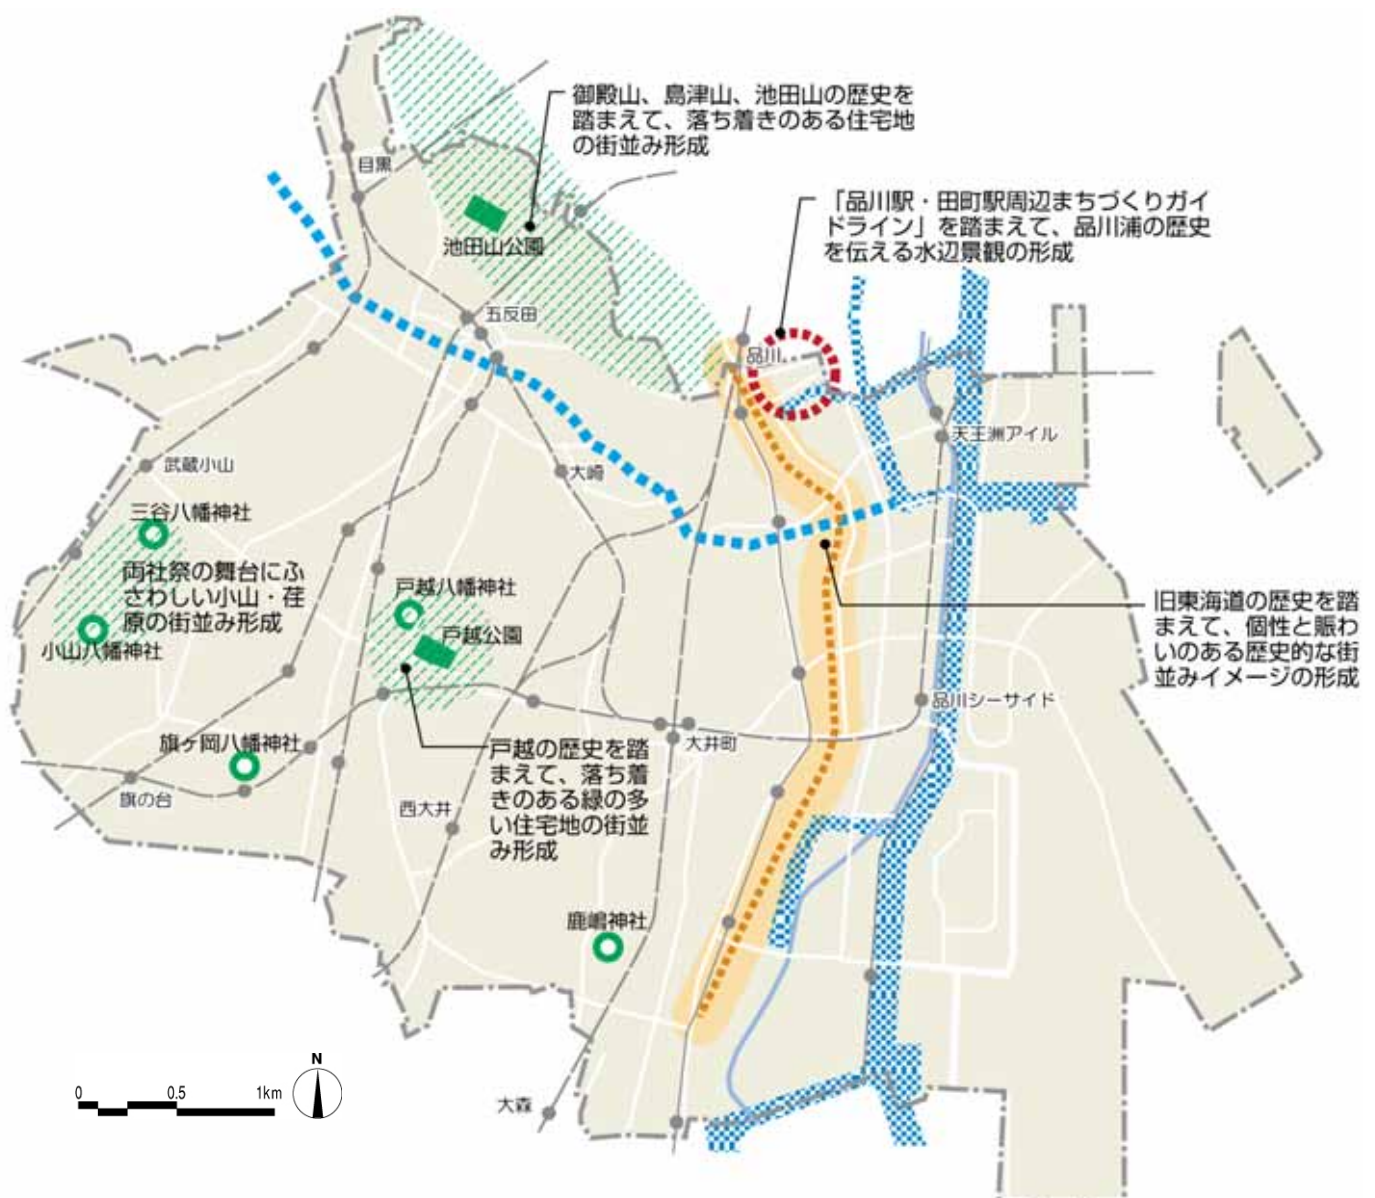 御殿山、島津山、池田山の歴史を
踏まえて、落ち着きのある住宅地
の街並み形成
目黒
「品川駅・田町駅周辺まちづくりガイ
ドライン」を踏まえて、品川浦の歴史
を伝える水辺景観の形成
池田山公園
五反田
品川
天王洲アイル
武蔵小山
大崎
三谷八幡神社
両社祭の舞台にふ
さわしい小山・荏
原の街並み形成
小山八幡神社
戸越八幡神社
戸越公園
旧東海道の歴史を踏
まえて、個性と賑わ
いのある歴史的な街
並みイメージの形成
品川シーサイド
旗ヶ岡八幡神社
大井町
戸越の歴史を踏
まえて、落ち着
きのある緑の多
い住宅地の街並
み形成
旗の台
西大井
鹿嶋神社
大森
N
0 0.5 1km